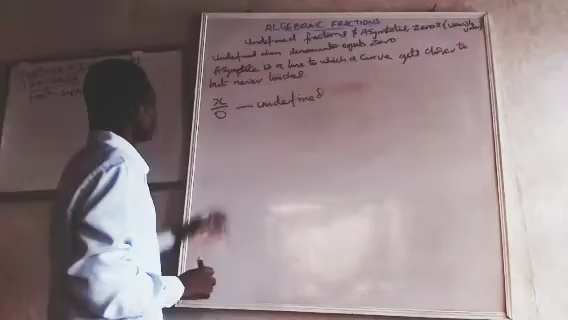 ALGEBRAIC FRACTIONS
Undefined fractions & Asymptotes, Zeros
Undefined when denominator equals zero
Asymptote is a line to which a curve gets closer to
but never touches
x/0 — undefined